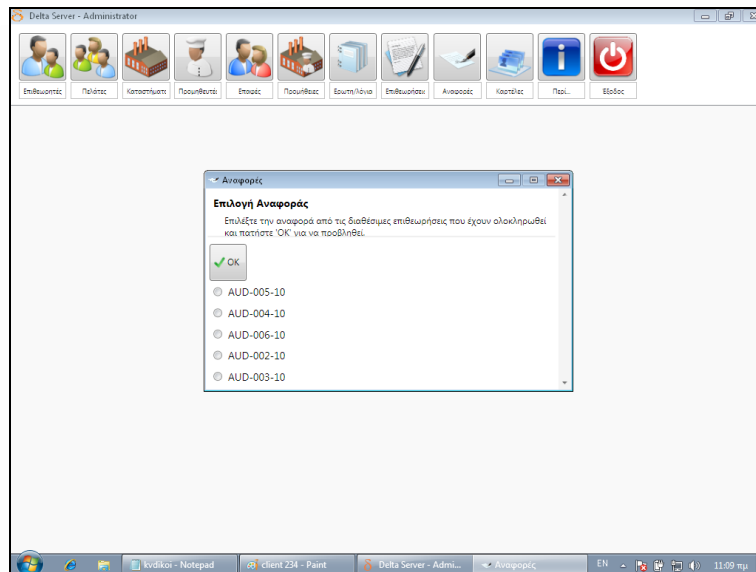 Delta Server - Administrator
Επιθεωρητές
Πελάτες
Καταστήματα
Προμηθευτές
Επαφές
Προμήθειες
Ερωτη/λόγιο
Επιθεωρήσεις
Αναφορές
Καρτέλες
Περί...
Εξοδος
Αναφορές
Επιλογή Αναφοράς
Επιλέξτε την αναφορά από τις διαθέσιμες επιθεωρήσεις που έχουν ολοκληρωθεί
και πατήστε 'OK' για να προβληθεί.
OK
AUD-005-10
AUD-004-10
AUD-006-10
AUD-002-10
AUD-003-10
kvdikoi - Notepad
client 234 - Paint
Delta Server - Admi...
Αναφορές
EN
11:09 πμ